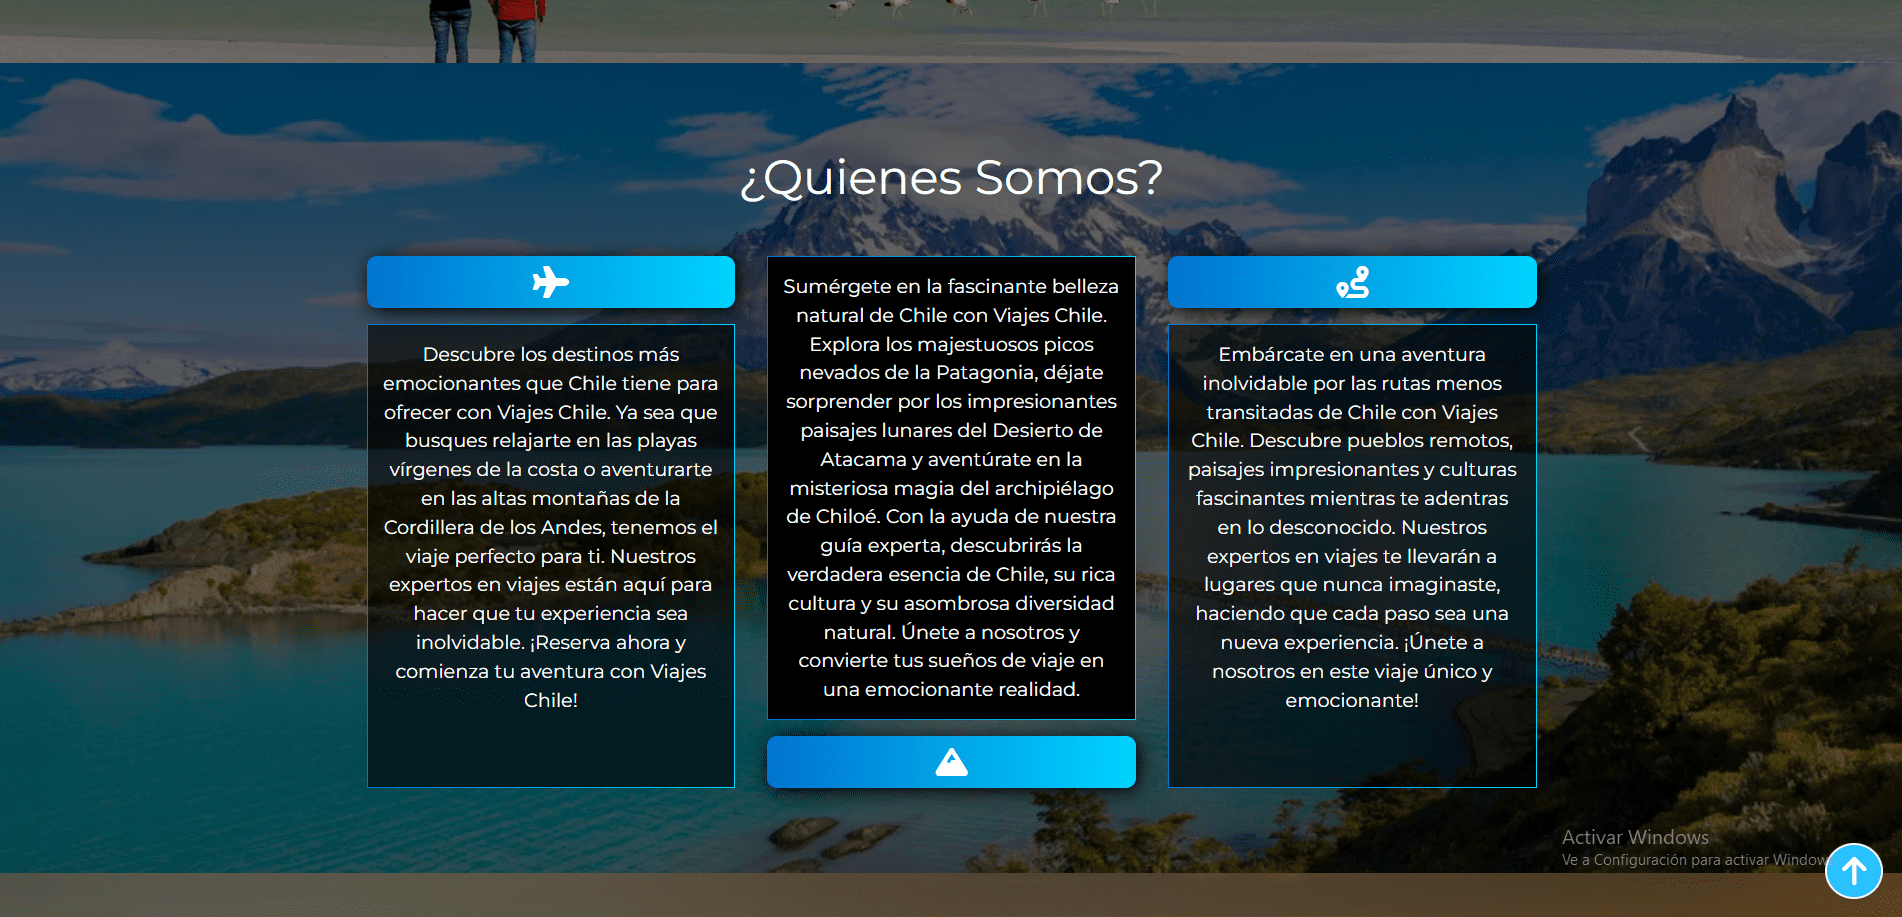 ¿Quienes Somos?
Descubre los destinos más
emocionantes que Chile tiene para
ofrecer con Viajes Chile. Ya sea que
busques relajarte en las playas
vírgenes de la costa o aventurarte
en las altas montañas de la
Cordillera de los Andes, tenemos el
viaje perfecto para ti. Nuestros
expertos en viajes están aquí para
hacer que tu experiencia sea
inolvidable. ¡Reserva ahora y
comienza tu aventura con Viajes
Chile!
Sumérgete en la fascinante belleza
natural de Chile con Viajes Chile.
Explora los majestuosos picos
nevados de la Patagonia, déjate
sorprender por los impresionantes
paisajes lunares del Desierto de
Atacama y aventúrate en la
misteriosa magia del archipiélago
de Chiloé. Con la ayuda de nuestra
guía experta, descubrirás la
verdadera esencia de Chile, su rica
cultura y su asombrosa diversidad
natural. Únete a nosotros y
convierte tus sueños de viaje en
una emocionante realidad.
Embárcate en una aventura
inolvidable por las rutas menos
transitadas de Chile con Viajes
Chile. Descubre pueblos remotos,
paisajes impresionantes y culturas
fascinantes mientras te adentras
en lo desconocido. Nuestros
expertos en viajes te llevarán a
lugares que nunca imaginaste,
haciendo que cada paso sea una
nueva experiencia. ¡Únete a
nosotros en este viaje único y
emocionante!
Activar Windows
Ve a Configuración para activar Windows